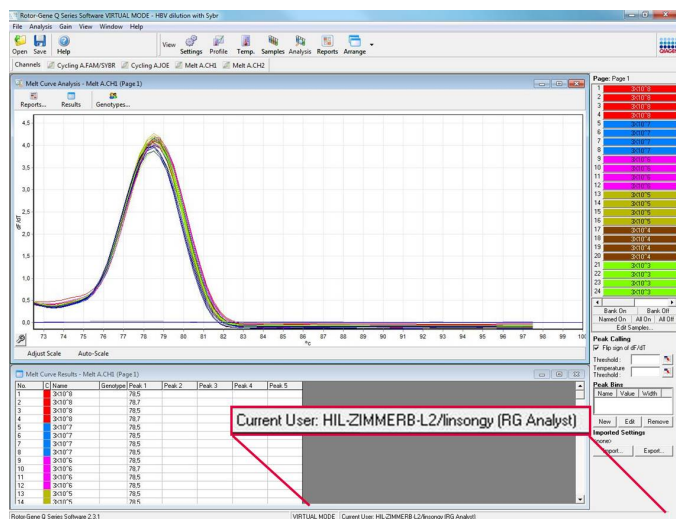 Rotor-Gene Q Series Software VIRTUAL MODE - HBV dilution with Sybr
File Analysis Gain View Window Help
Open Save Help View Settings Profile Temp. Samples Analysis Reports Arrange
QIAGEN
Channels Cycling A.FAM/SYBR Cycling A.JOE Melt A.CH1 Melt A.CH2
Melt Curve Analysis - Melt A.CH1 (Page 1)
Reports... Results Genotypes...
4,5
4,0
3,5
3,0
2,5
2,0
1,5
1,0
0,5
0,0
dF/dT
73 74 75 76 77 78 79 80 81 82 83 84 85 86 87 88 89 90 91 92 93 94 95 96 97 98 99 100
°c
Adjust Scale Auto-Scale
Page: Page 1
1 3x10^8
2 3x10^8
3 3x10^8
4 3x10^8
5 3x10^7
6 3x10^7
7 3x10^7
8 3x10^7
9 3x10^6
10 3x10^6
11 3x10^6
12 3x10^6
13 3x10^5
14 3x10^5
15 3x10^5
16 3x10^5
17 3x10^4
18 3x10^4
19 3x10^4
20 3x10^4
21 3x10^3
22 3x10^3
23 3x10^3
24 3x10^3
Bank On Bank Off
Named On All On All Off
Edit Samples...
Peak Calling
Flip sign of dF/dT
Threshold :
Temperature
Threshold :
Peak Bins
Name Value Width
New Edit Remove
Imported Settings
(none)
Import... Export...
Melt Curve Results - Melt A.CH1 (Page 1)
No. C Name Genotype Peak 1 Peak 2 Peak 3 Peak 4 Peak 5
1 3x10^8 78,5
2 3x10^8 78,7
3 3x10^8 78,5
4 3x10^8 78,7
5 3x10^7 78,5
6 3x10^7 78,5
7 3x10^7 78,5
8 3x10^7 78,5
9 3x10^6 78,5
10 3x10^6 78,7
11 3x10^6 78,5
12 3x10^6 78,5
13 3x10^5 78,5
14 3x10^5 78,5
Current User: HIL-ZIMMERB-L2/linsongy (RG Analyst)
Rotor-Gene Q Series Software 2.3.1 VIRTUAL MODE Current User: HIL-ZIMMERB-L2/linsongy (RG Analyst)